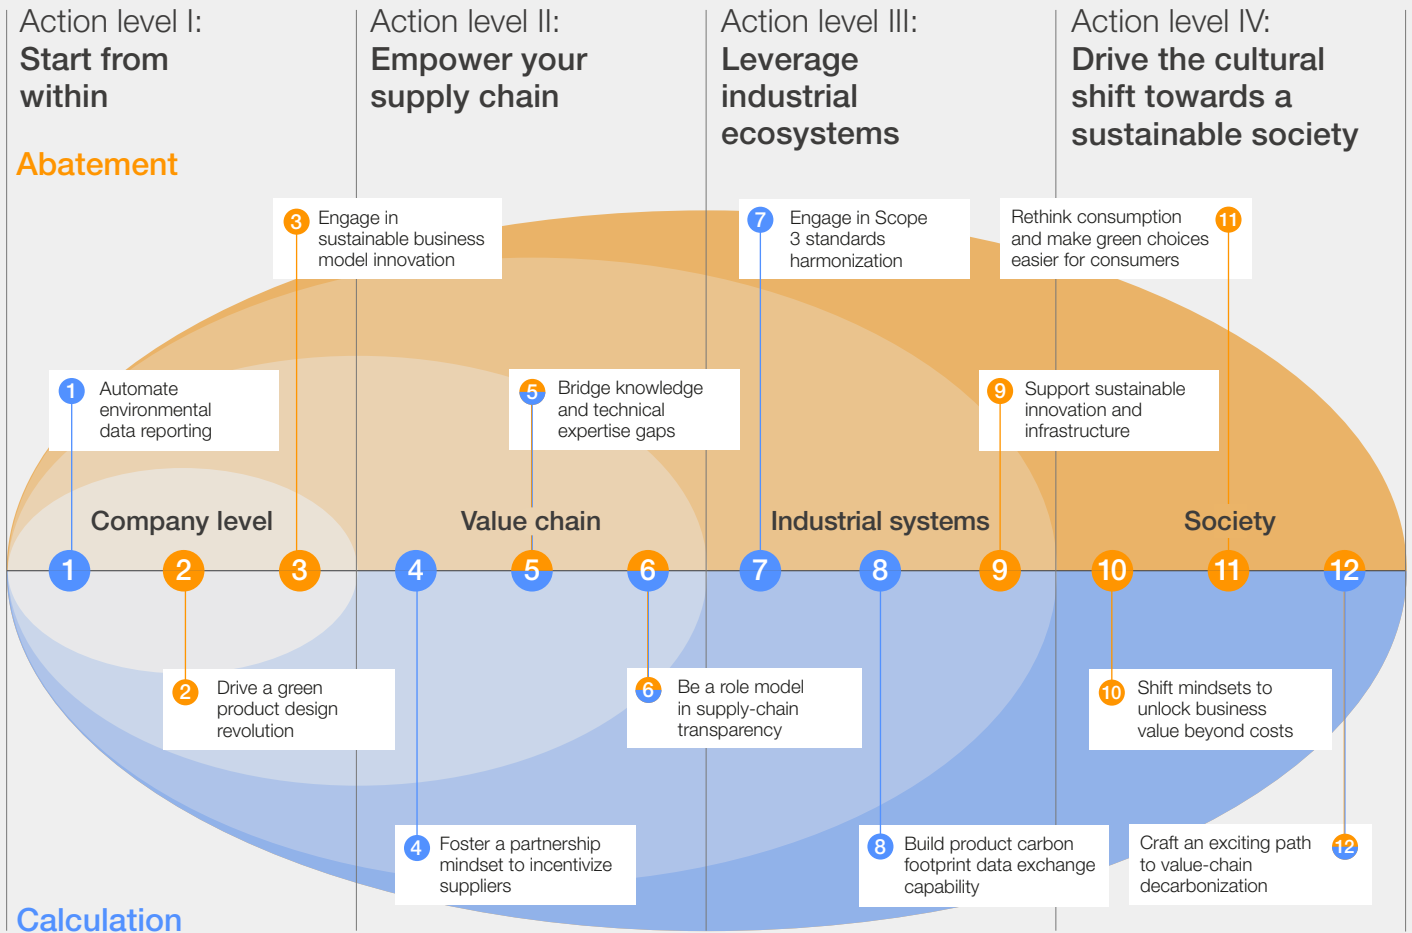 Action level I:
Start from
within
Action level II:
Empower your
supply chain
Action level III:
Leverage
industrial
ecosystems
Action level IV:
Drive the cultural
shift towards a
sustainable society
Abatement
3 Engage in
sustainable business
model innovation
7 Engage in Scope
3 standards
harmonization
Rethink consumption 11
and make green choices
easier for consumers
1 Automate
environmental
data reporting
5 Bridge knowledge
and technical
expertise gaps
9 Support sustainable
innovation and
infrastructure
Company level
Value chain
Industrial systems
Society
1 2 3 4 5 6 7 8 9 10 11 12
2 Drive a green
product design
revolution
6 Be a role model
in supply-chain
transparency
10 Shift mindsets to
unlock business
value beyond costs
4 Foster a partnership
mindset to incentivize
suppliers
8 Build product carbon
footprint data exchange
capability
Craft an exciting path 12
to value-chain
decarbonization
Calculation